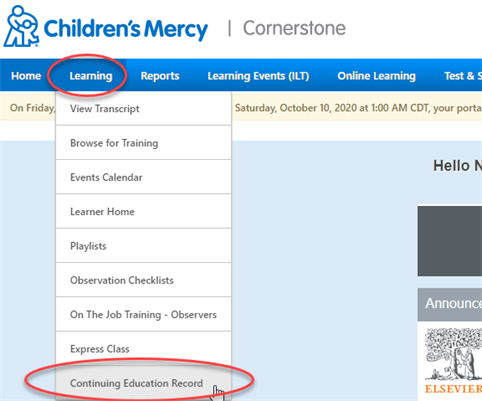 Children's Mercy | Cornerstone
Home Learning Reports Learning Events (ILT) Online Learning Test & S
On Friday, Saturday, October 10, 2020 at 1:00 AM CDT, your porta
View Transcript
Browse for Training
Events Calendar
Learner Home
Playlists
Observation Checklists
On The Job Training - Observers
Express Class
Continuing Education Record
Hello N
Announce
ELSEVIER